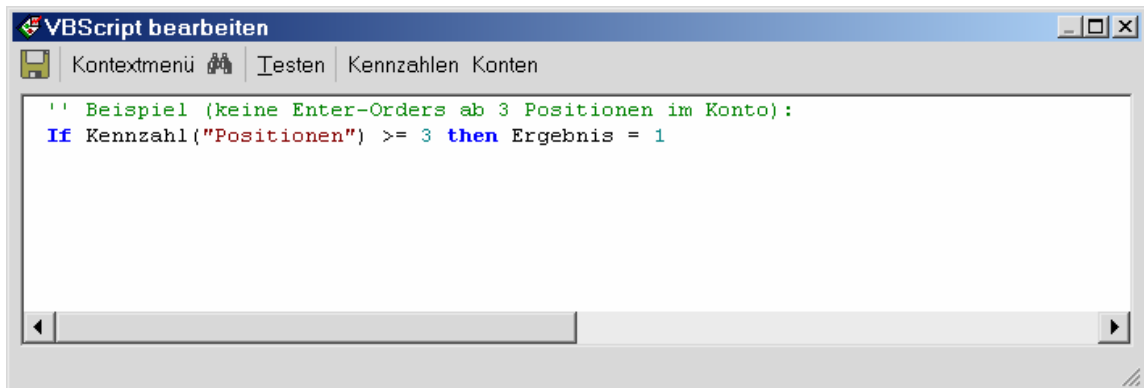 VBScript bearbeiten
Kontextmenü Testen Kennzahlen Konten
'' Beispiel (keine Enter-Orders ab 3 Positionen im Konto):
If Kennzahl("Positionen") >= 3 then Ergebnis = 1